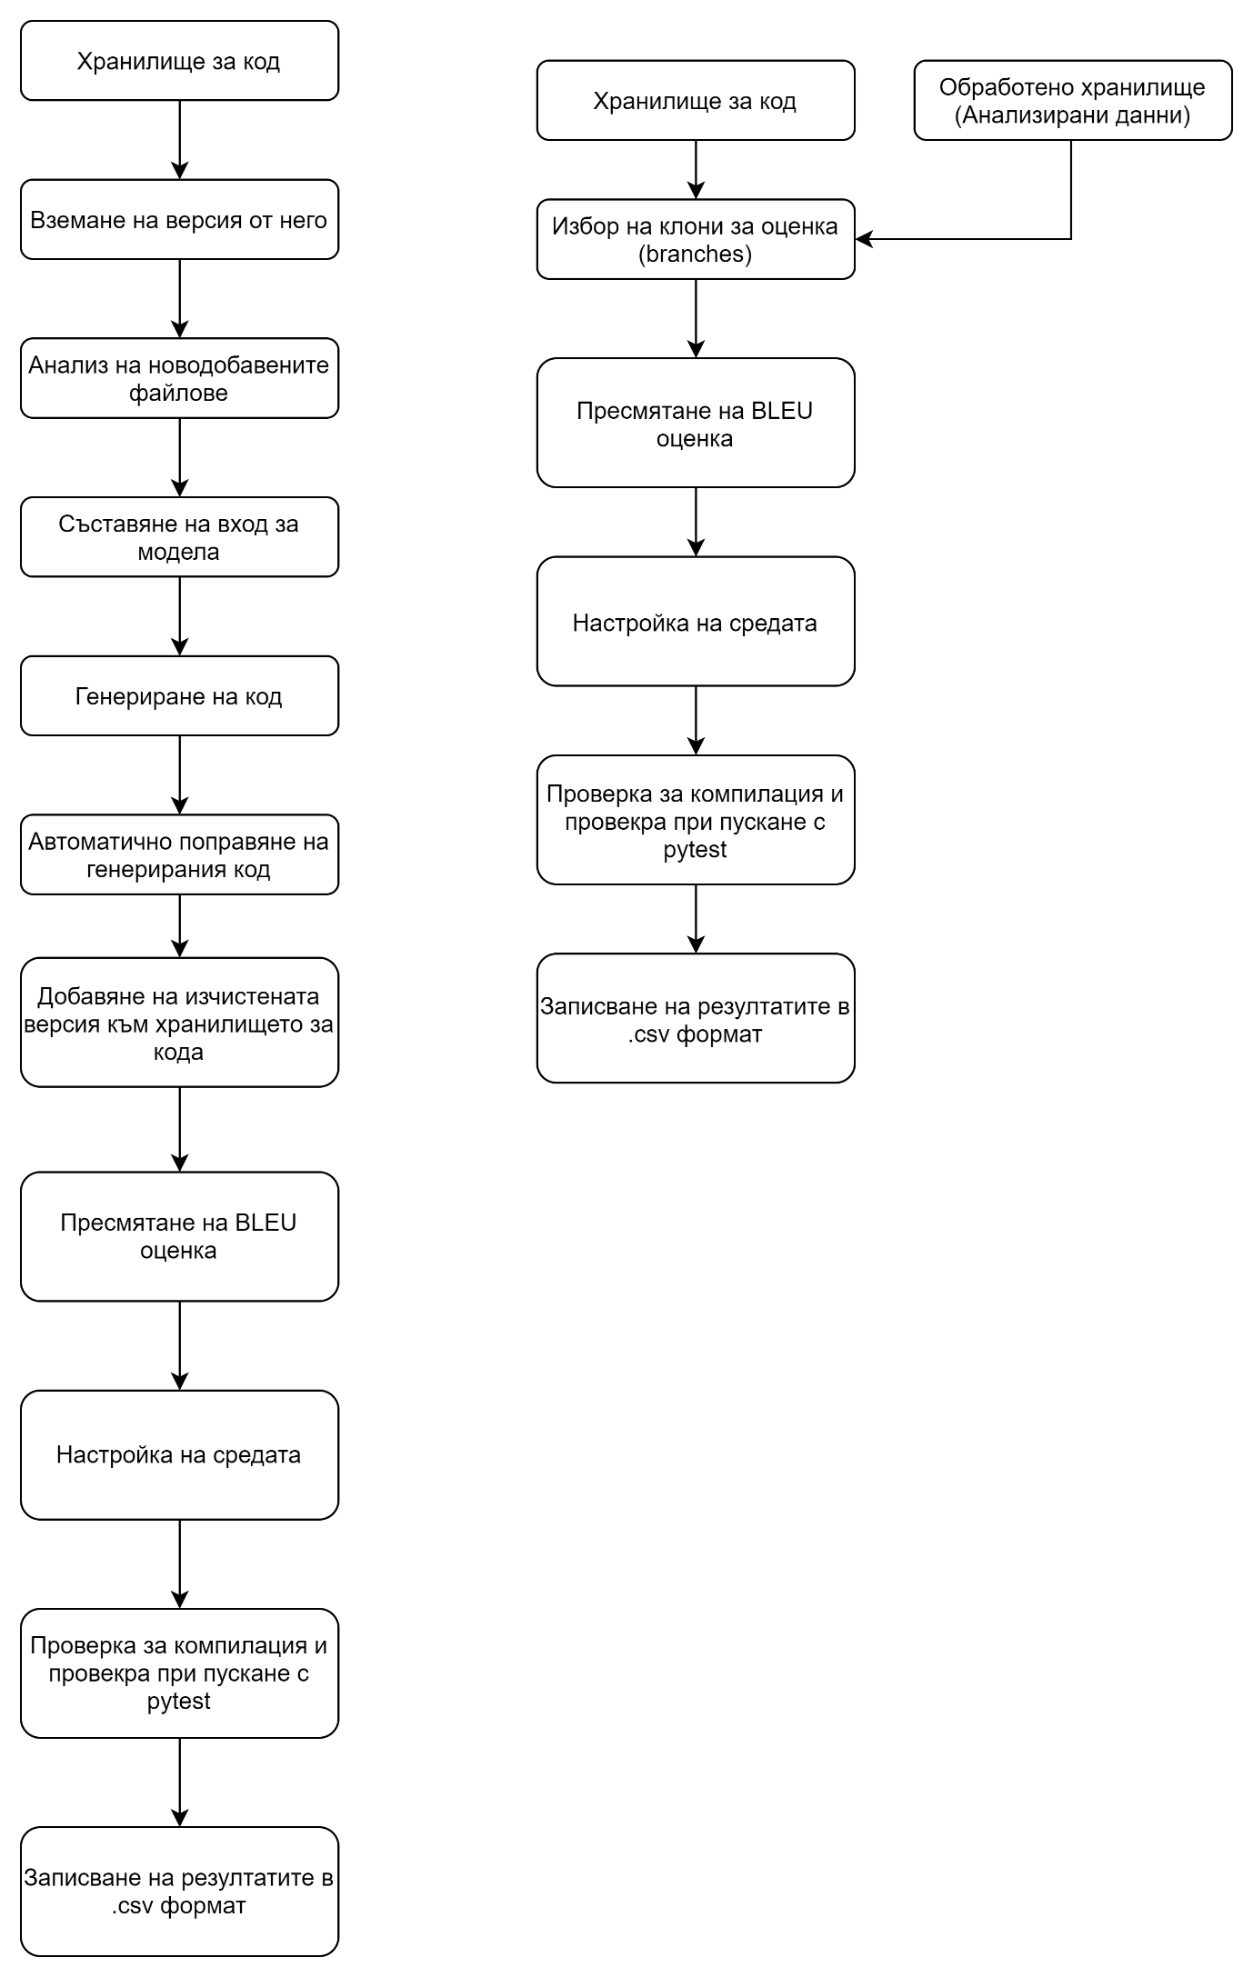 Хранилище за код
Вземане на версия от него
Анализ на новодобавените
файлове
Съставяне на вход за
модела
Генериране на код
Автоматично поправяне на
генерирания код
Добавяне на изчистената
версия към хранилището за
кода
Пресмятане на BLEU
оценка
Настройка на средата
Проверка за компилация и
провекра при пускане с
pytest
Записване на резултатите в
.csv формат
Хранилище за код
Обработено хранилище
(Анализирани данни)
Избор на клони за оценка
(branches)
Пресмятане на BLEU
оценка
Настройка на средата
Проверка за компилация и
провекра при пускане с
pytest
Записване на резултатите в
.csv формат